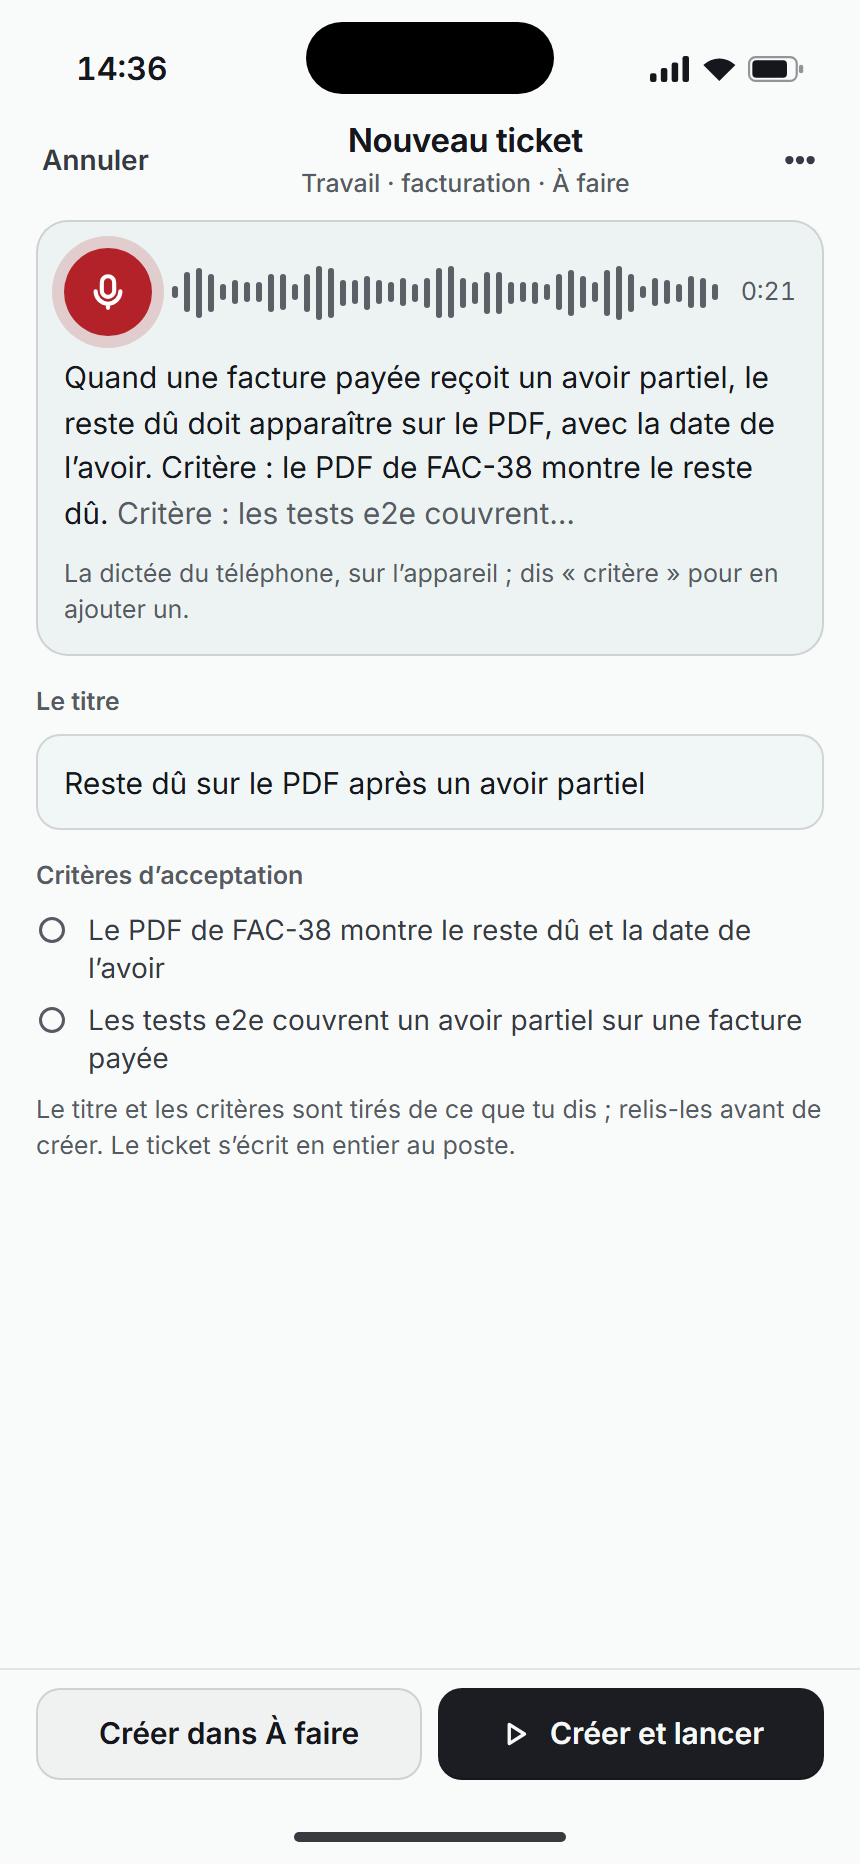 14:36
Annuler
Nouveau ticket
Travail · facturation · À faire
0:21
Quand une facture payée reçoit un avoir partiel, le
reste dû doit apparaître sur le PDF, avec la date de
l’avoir. Critère : le PDF de FAC-38 montre le reste
dû. Critère : les tests e2e couvrent…
La dictée du téléphone, sur l’appareil ; dis « critère » pour en
ajouter un.
Le titre
Reste dû sur le PDF après un avoir partiel
Critères d’acceptation
Le PDF de FAC-38 montre le reste dû et la date de
l’avoir
Les tests e2e couvrent un avoir partiel sur une facture
payée
Le titre et les critères sont tirés de ce que tu dis ; relis-les avant de
créer. Le ticket s’écrit en entier au poste.
Créer dans À faire
Créer et lancer